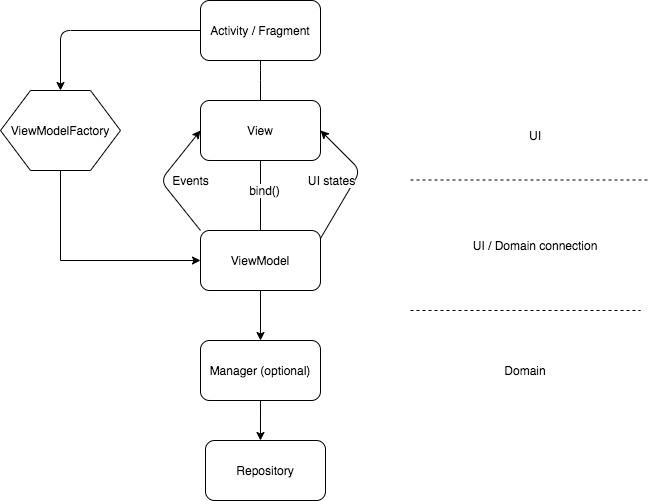 Activity / Fragment
ViewModelFactory
View
UI
Events
UI states
bind()
ViewModel
UI / Domain connection
Manager (optional)
Domain
Repository